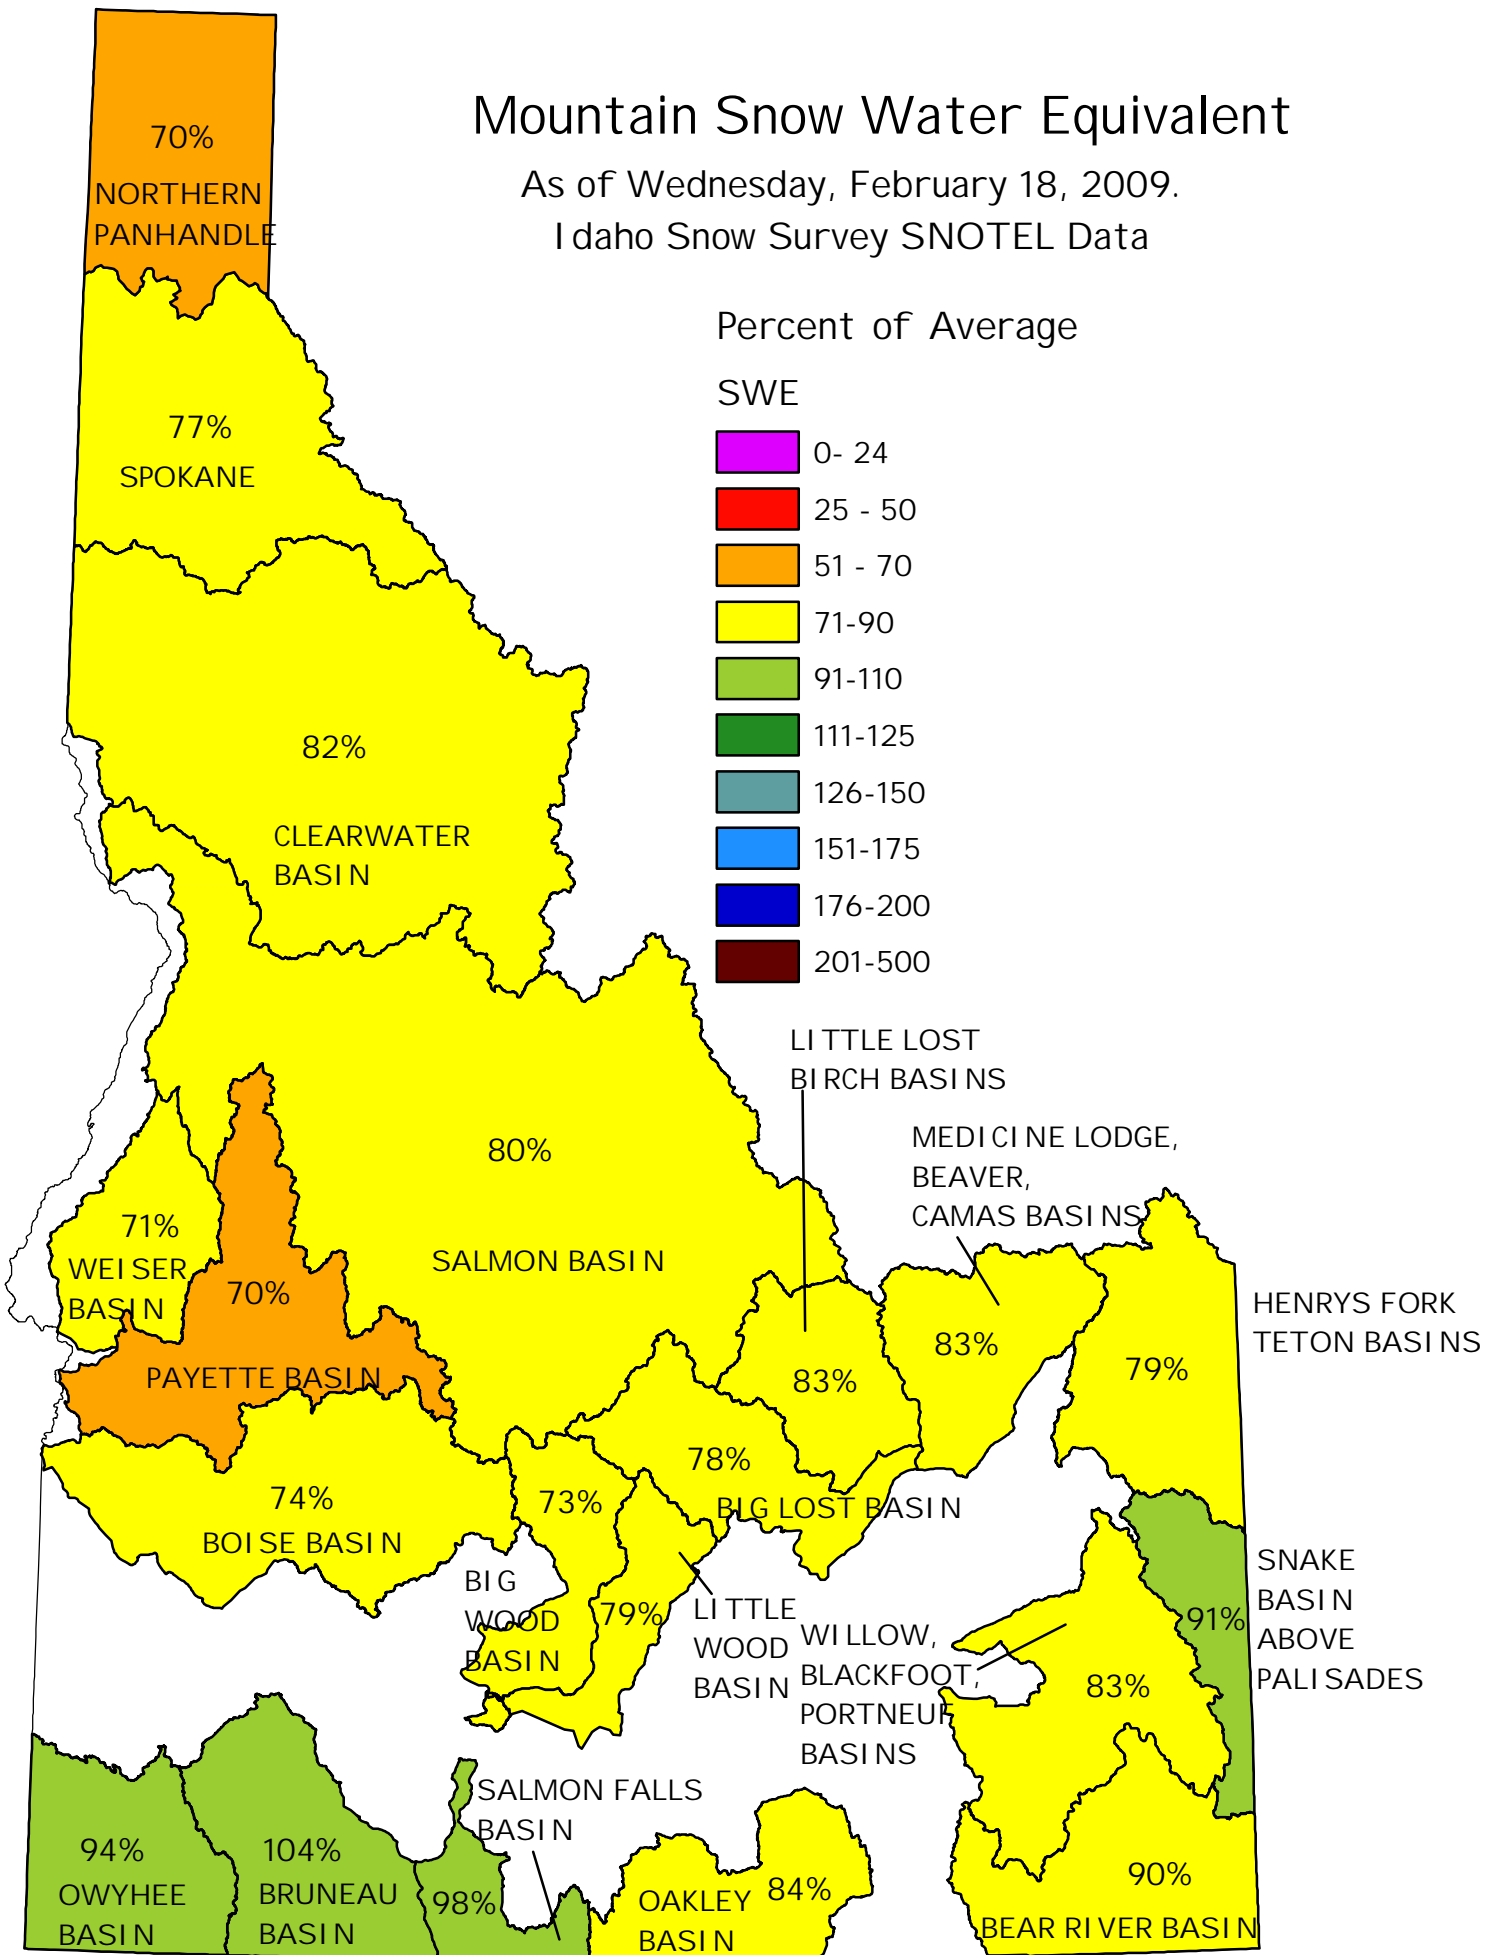 Mountain Snow Water Equivalent
As of Wednesday, February 18, 2009.
Idaho Snow Survey SNOTEL Data
Percent of Average
SWE
0- 24
25 - 50
51 - 70
71-90
91-110
111-125
126-150
151-175
176-200
201-500
70%
NORTHERN
PANHANDLE
77%
SPOKANE
82%
CLEARWATER
BASIN
LITTLE LOST
BIRCH BASINS
MEDICINE LODGE,
BEAVER,
CAMAS BASINS
80%
SALMON BASIN
71%
WEISER
BASIN
70%
PAYETTE BASIN
83%
83%
79%
HENRYS FORK
TETON BASINS
78%
BIG LOST BASIN
74%
BOISE BASIN
73%
BIG
WOOD
BASIN
79%
LITTLE
WOOD
BASIN
WILLOW,
BLACKFOOT,
PORTNEUF
BASINS
83%
91%
SNAKE
BASIN
ABOVE
PALISADES
SALMON FALLS
BASIN
94%
OWYHEE
BASIN
104%
BRUNEAU
BASIN
98%
OAKLEY
BASIN
84%
90%
BEAR RIVER BASIN